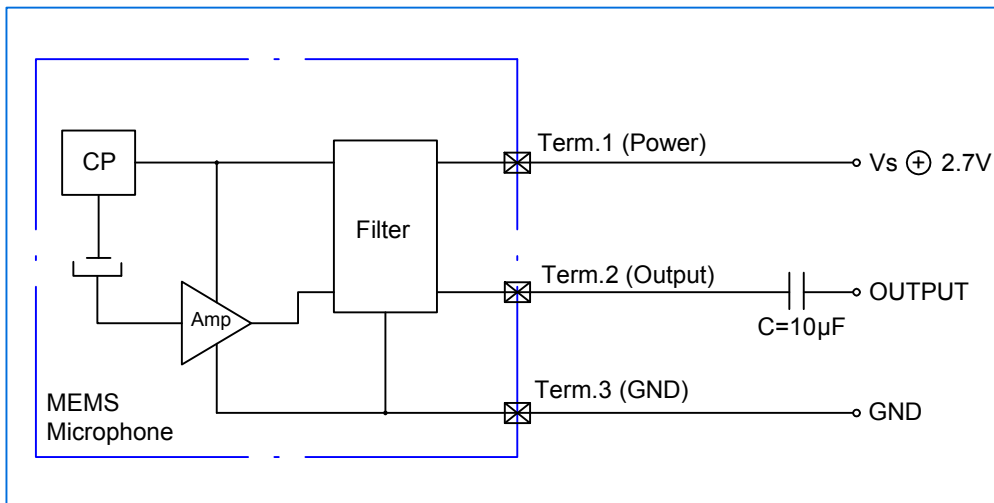 CP
Filter
Amp
MEMS
Microphone
Term.1 (Power)
Vs ⊕ 2.7V
Term.2 (Output)
OUTPUT
C=10µF
Term.3 (GND)
GND